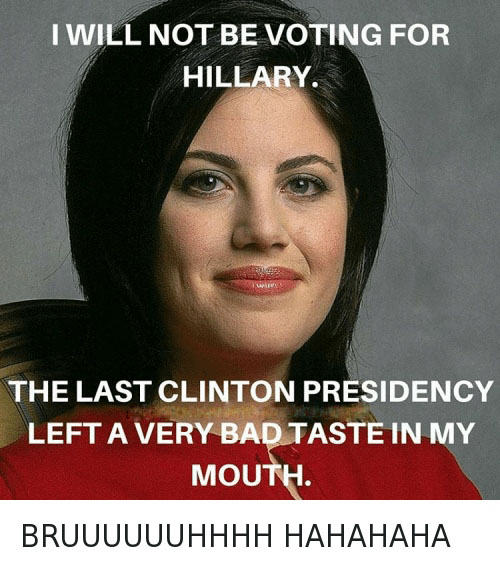 I WILL NOT BE VOTING FOR
HILLARY.
THE LAST CLINTON PRESIDENCY
LEFT A VERY BAD TASTE IN MY
MOUTH.
BRUUUUUUHHHH HAHAHAHA